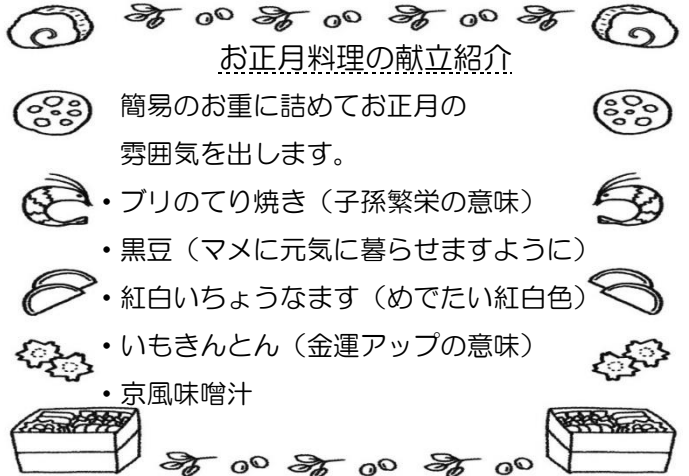 お正月料理の献立紹介
簡易のお重に詰めてお正月の
雰囲気を出します。
・ブリのてり焼き（子孫繁栄の意味）
・黒豆（マメに元気に暮らせますように）
・紅白いちょうなます（めでたい紅白色）
・いもきんとん（金運アップの意味）
・京風味噌汁